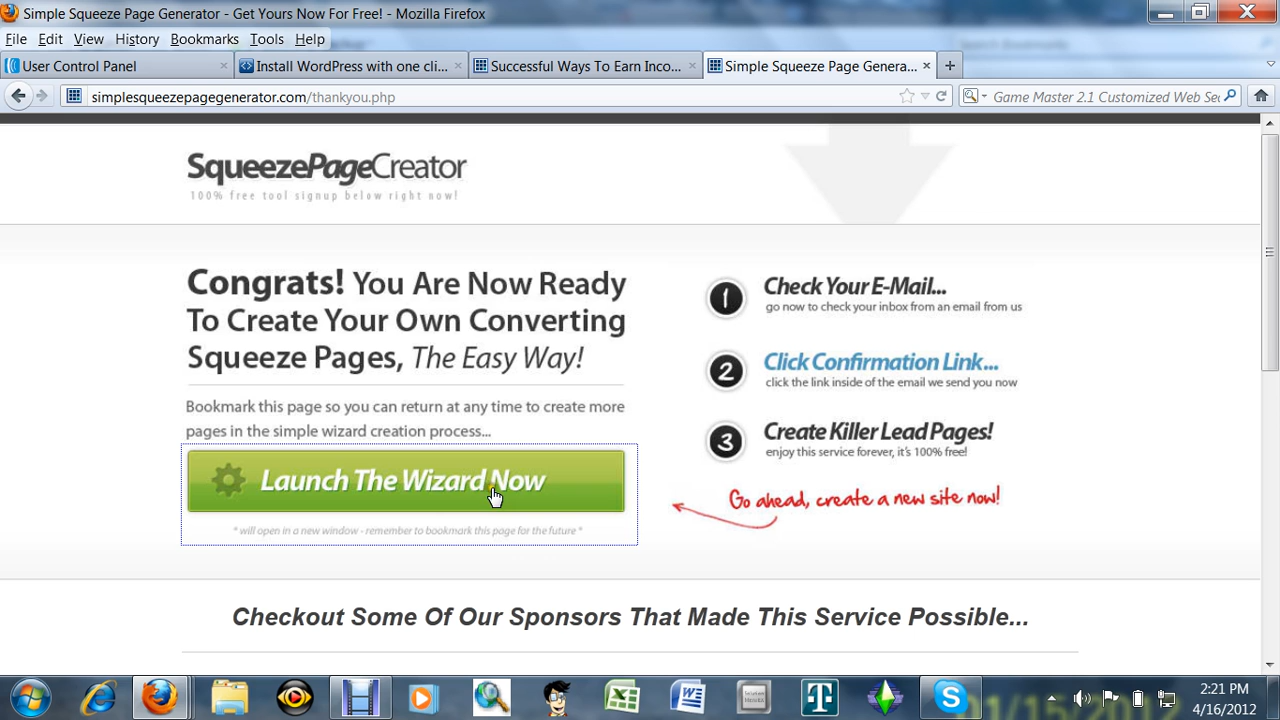 Simple Squeeze Page Generator - Get Yours Now For Free! - Mozilla Firefox
File Edit View History Bookmarks Tools Help
User Control Panel
Install WordPress with one cli...
Successful Ways To Earn Inco...
Simple Squeeze Page Genera...
simplesqueezepagegenerator.com/thankyou.php
Game Master 2.1 Customized Web Sea
SqueezePageCreator
100% free tool signup below right now!
Congrats! You Are Now Ready
To Create Your Own Converting
Squeeze Pages, The Easy Way!
Bookmark this page so you can return at any time to create more
pages in the simple wizard creation process...
Launch The Wizard Now
* will open in a new window - remember to bookmark this page for the future *
1
Check Your E-Mail...
go now to check your inbox from an email from us
2
Click Confirmation Link...
click the link inside of the email we send you now
3
Create Killer Lead Pages!
enjoy this service forever, it's 100% free!
Go ahead, create a new site now!
Checkout Some Of Our Sponsors That Made This Service Possible...
2:21 PM
4/16/2012